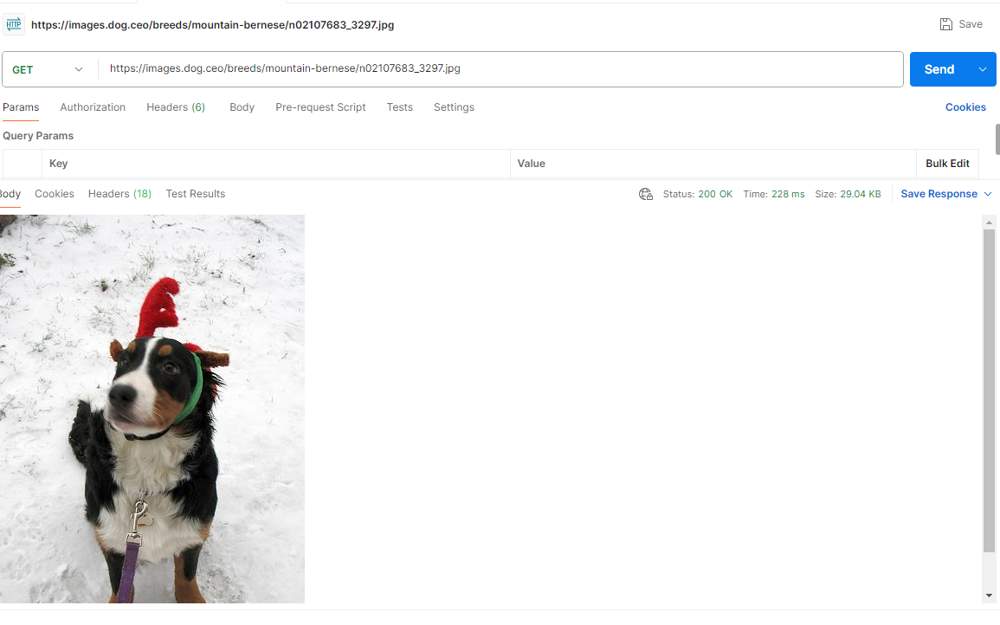 HTTP https://images.dog.ceo/breeds/mountain-bernese/n02107683_3297.jpg Save
GET https://images.dog.ceo/breeds/mountain-bernese/n02107683_3297.jpg Send
Params Authorization Headers (6) Body Pre-request Script Tests Settings Cookies
Query Params
Key Value Bulk Edit
Body Cookies Headers (18) Test Results Status: 200 OK Time: 228 ms Size: 29.04 KB Save Response